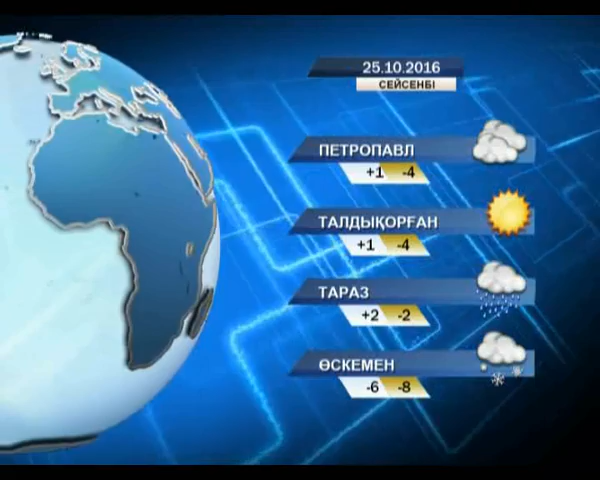 25.10.2016
СЕЙСЕНБІ
ПЕТРОПАВЛ
+1 -4
ТАЛДЫҚОРҒАН
+1 -4
ТАРАЗ
+2 -2
ӨСКЕМЕН
-6 -8